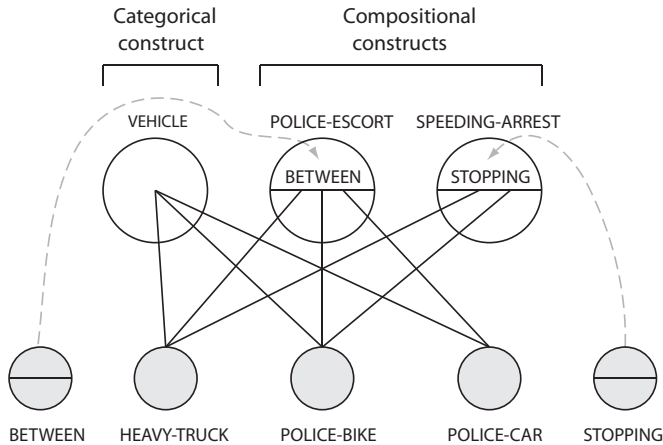 Categorical
construct
Compositional
constructs
VEHICLE
POLICE-ESCORT
SPEEDING-ARREST
BETWEEN
STOPPING
BETWEEN
HEAVY-TRUCK
POLICE-BIKE
POLICE-CAR
STOPPING